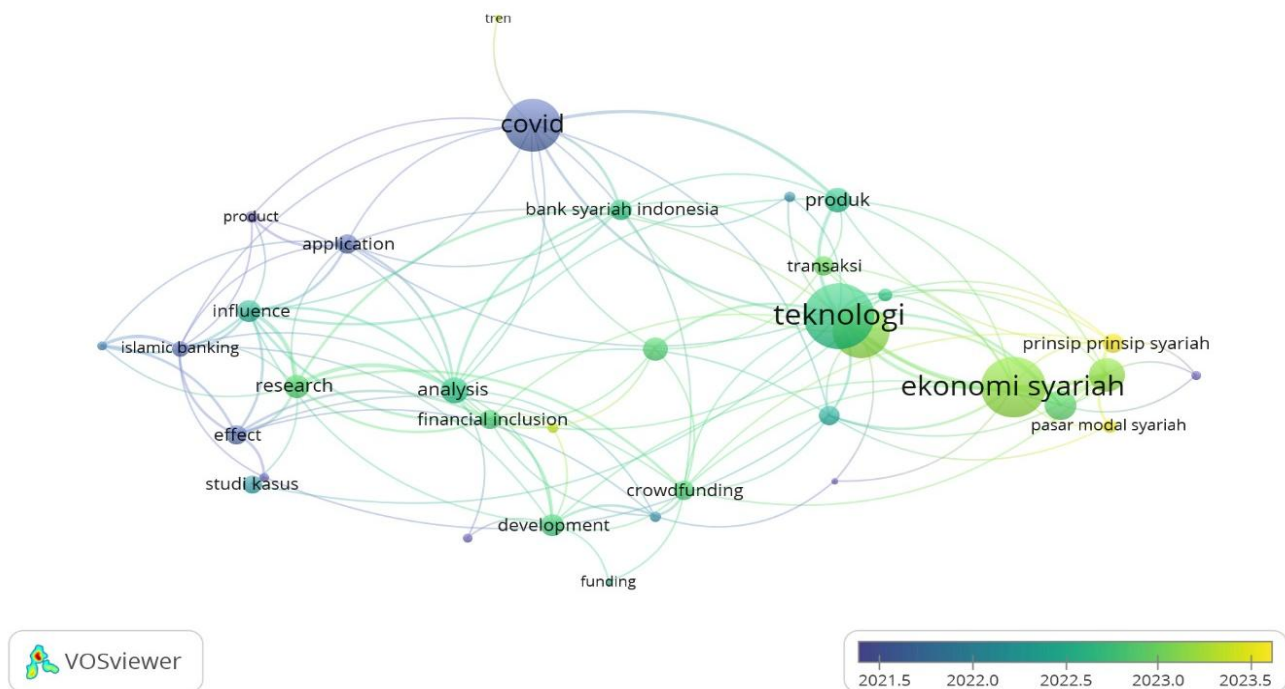 tren
covid
product
bank syariah indonesia
produk
application
transaksi
influence
teknologi
islamic banking
prinsip prinsip syariah
research
analysis
ekonomi syariah
financial inclusion
pasar modal syariah
effect
studi kasus
crowdfunding
development
funding
VOSviewer
2021.5 2022.0 2022.5 2023.0 2023.5